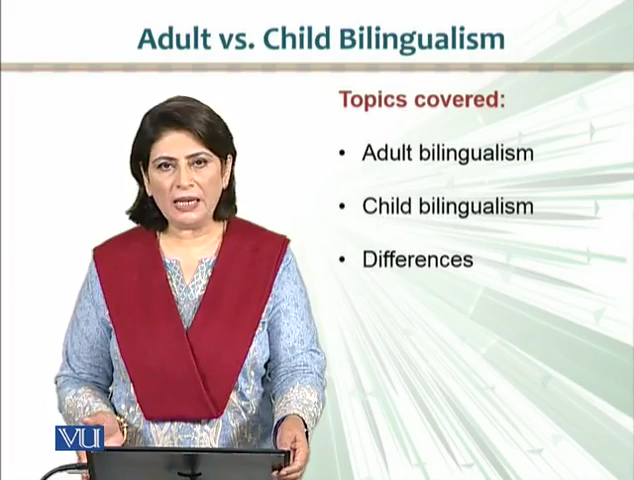 Adult vs. Child Bilingualism
Topics covered:
• Adult bilingualism
• Child bilingualism
• Differences
VU